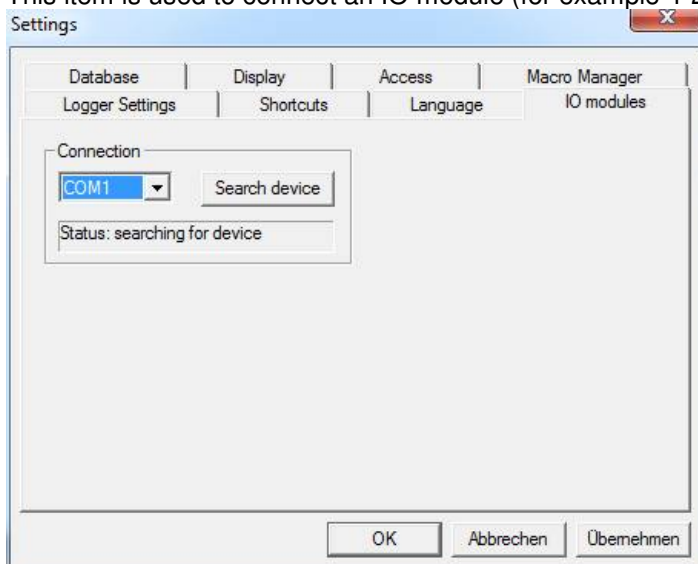 This item is used to connect an IO module (for example
Settings
Database Display Access Macro Manager
Logger Settings Shortcuts Language IO modules
Connection
COM1 Search device
Status: searching for device
OK Abbrechen Übernehmen